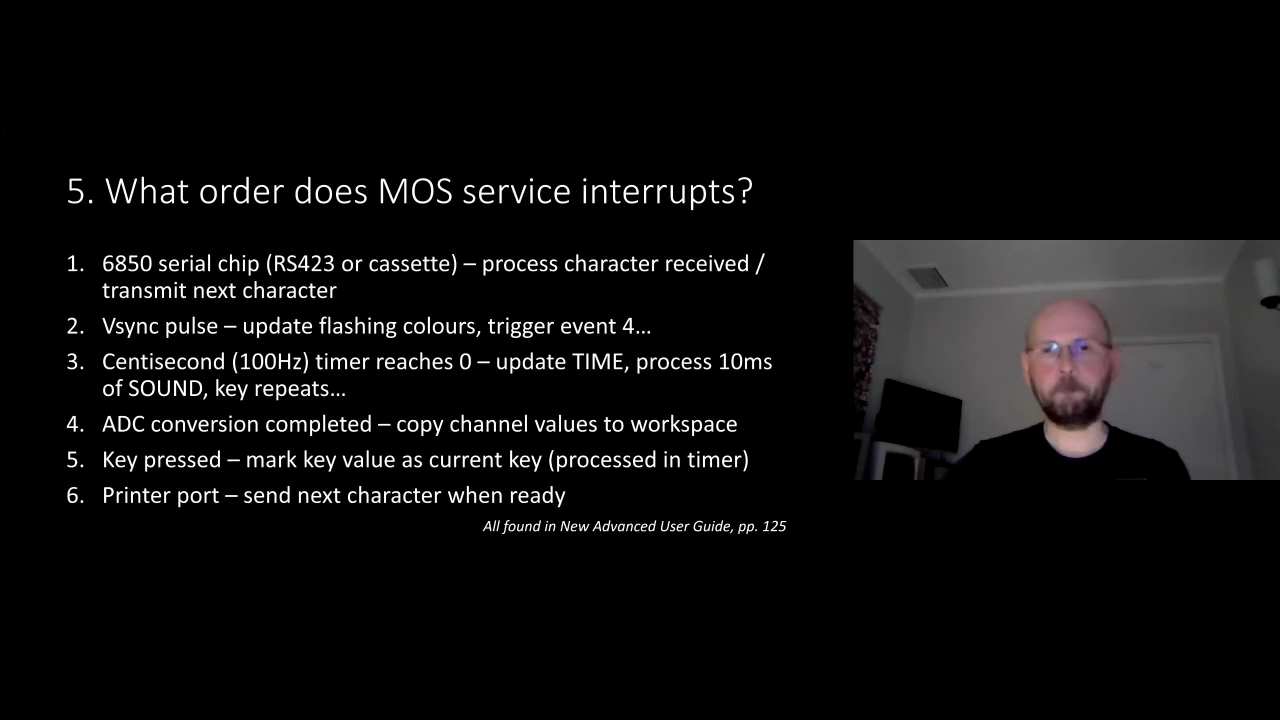 5. What order does MOS service interrupts?
1. 6850 serial chip (RS423 or cassette) – process character received /
transmit next character
2. Vsync pulse – update flashing colours, trigger event 4…
3. Centisecond (100Hz) timer reaches 0 – update TIME, process 10ms
of SOUND, key repeats…
4. ADC conversion completed – copy channel values to workspace
5. Key pressed – mark key value as current key (processed in timer)
6. Printer port – send next character when ready
All found in New Advanced User Guide, pp. 125